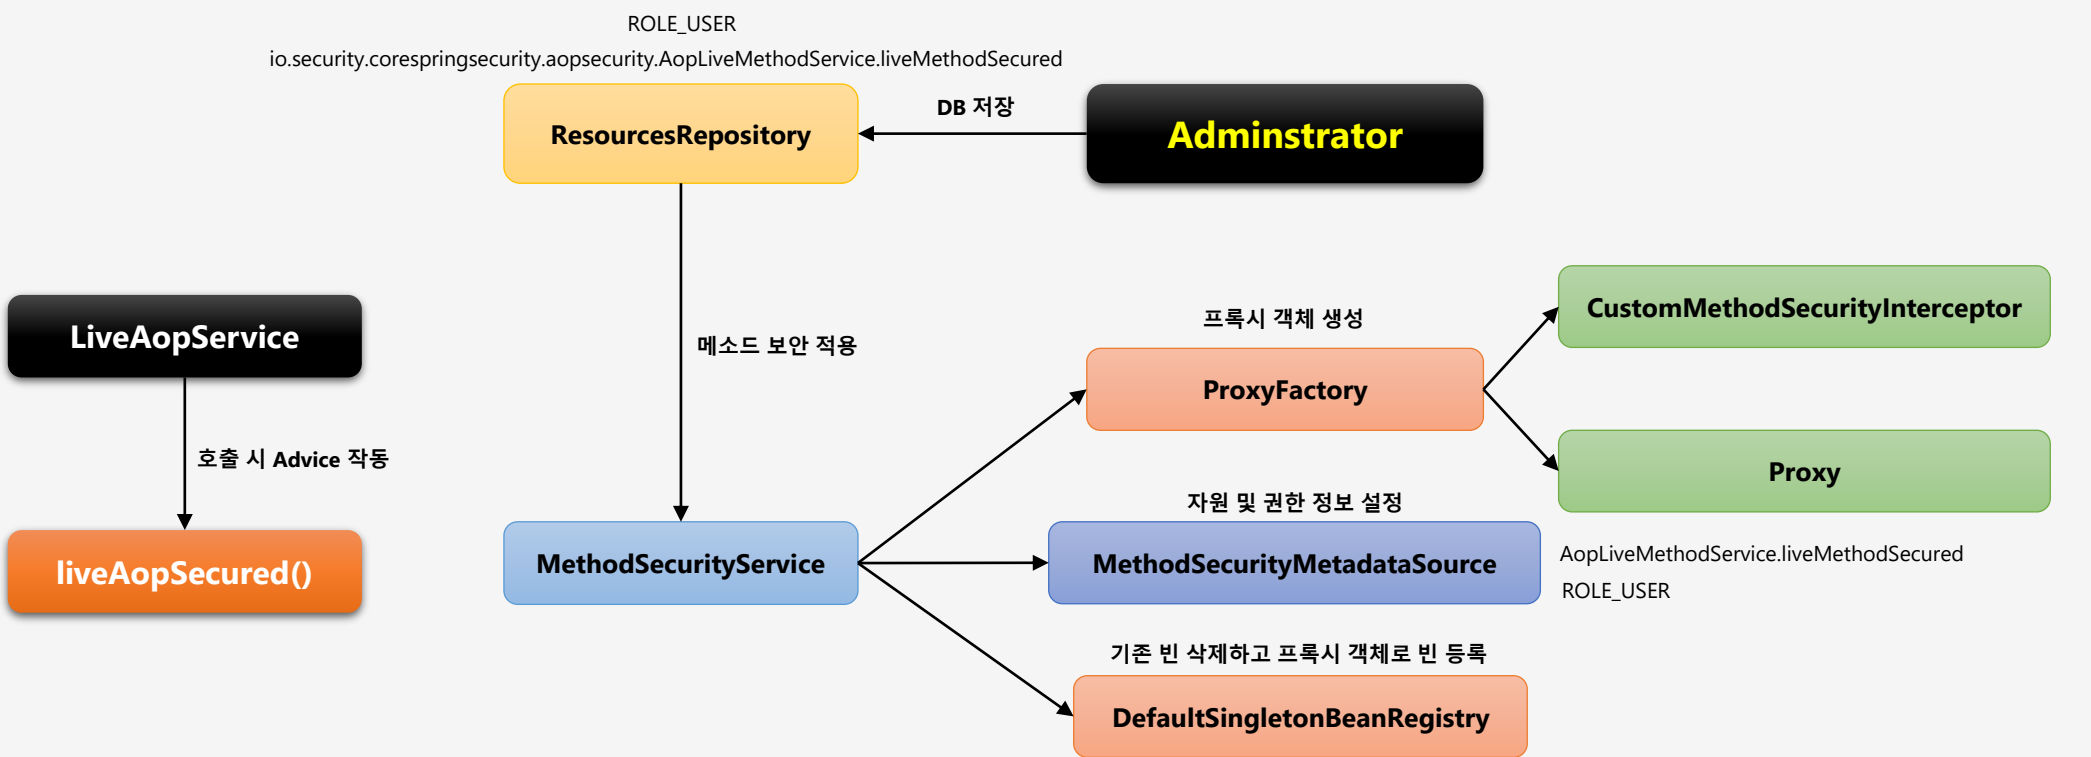 ROLE_USER
io.security.corespringsecurity.aopsecurity.AopLiveMethodService.liveMethodSecured
DB 저장
ResourcesRepository
Adminstrator
LiveAopService
메소드 보안 적용
프록시 객체 생성
CustomMethodSecurityInterceptor
ProxyFactory
호출 시 Advice 작동
Proxy
자원 및 권한 정보 설정
liveAopSecured()
MethodSecurityService
MethodSecurityMetadataSource
AopLiveMethodService.liveMethodSecured
ROLE_USER
기존 빈 삭제하고 프록시 객체로 빈 등록
DefaultSingletonBeanRegistry